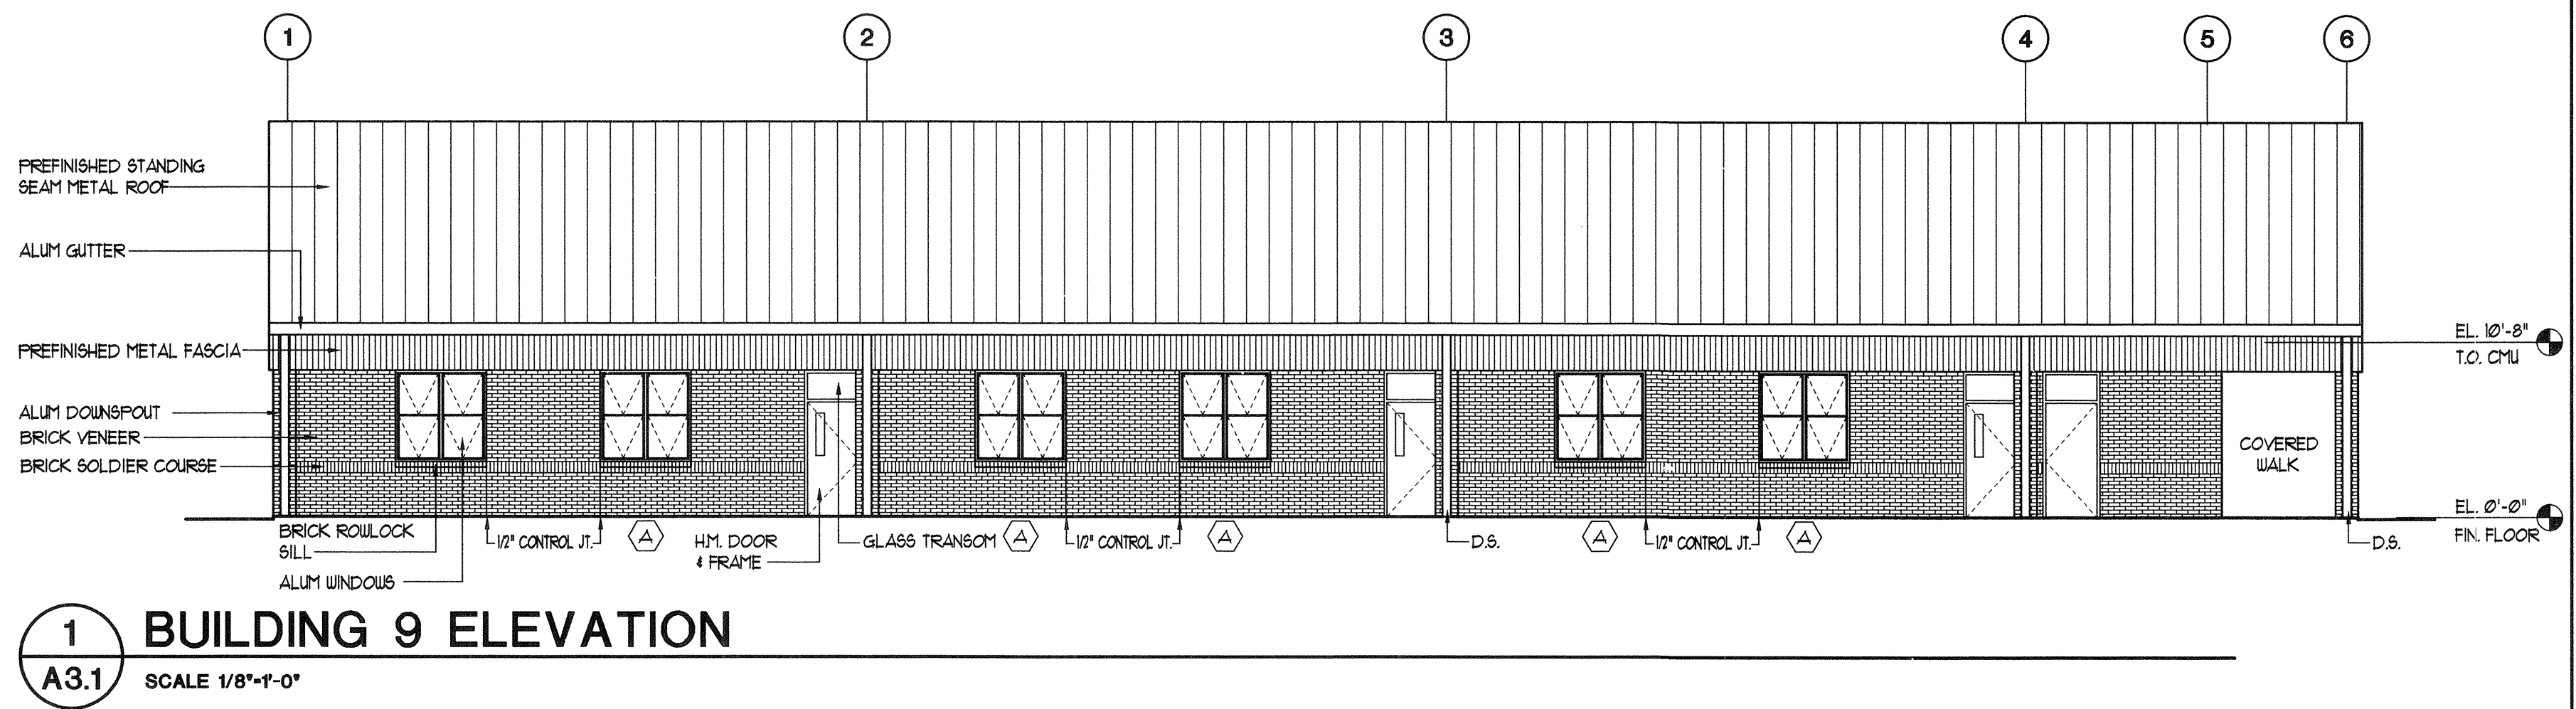 1 2 3 4 5 6
PREFINISHED STANDING
SEAM METAL ROOF
ALUM GUTTER
PREFINISHED METAL FASCIA
EL. 10'-8"
T.O. CMU
ALUM DOWNSPOUT
BRICK VENEER
BRICK SOLDIER COURSE
COVERED
WALK
EL. 0'-0"
FIN. FLOOR
BRICK ROWLOCK
SILL
ALUM WINDOWS
1/2" CONTROL JT.
A
H.M. DOOR
& FRAME
GLASS TRANSOM
A
1/2" CONTROL JT.
A
D.S.
A
1/2" CONTROL JT.
A
D.S.
1
A3.1
BUILDING 9 ELEVATION
SCALE 1/8"=1'-0"